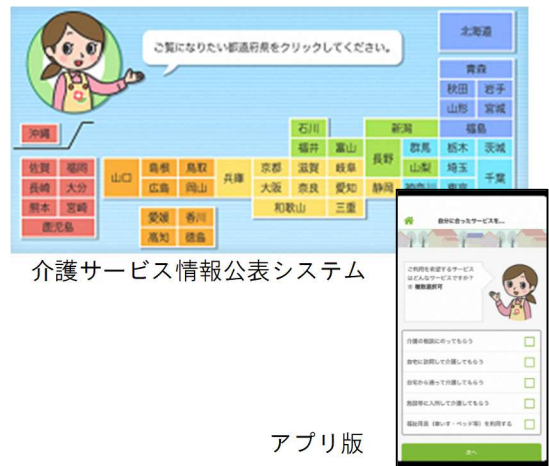 ご覧になりたい都道府県をクリックしてください。
北海道
青森
秋田 岩手
山形 宮城
福島
沖縄
石川 新潟
福井 富山 群馬 栃木 茨城
長野
佐賀 福岡 山口 島根 鳥取 兵庫 京都 滋賀 岐阜 山梨 埼玉 千葉
長崎 大分 広島 岡山 大阪 奈良 愛知 静岡 神奈川 東京
熊本 宮崎 和歌山 三重
鹿児島
愛媛 香川
高知 徳島
介護サービス情報公表システム
自分に合ったサービスを...
ご利用を希望するサービス
はどんなサービスですか?
※ 複数選択可
介護の相談にのってもらう
自宅に訪問して介護してもらう
自宅から通って介護してもらう
施設等に入所して介護してもらう
福祉用具(車いす・ベッド等)を利用する
次へ
アプリ版